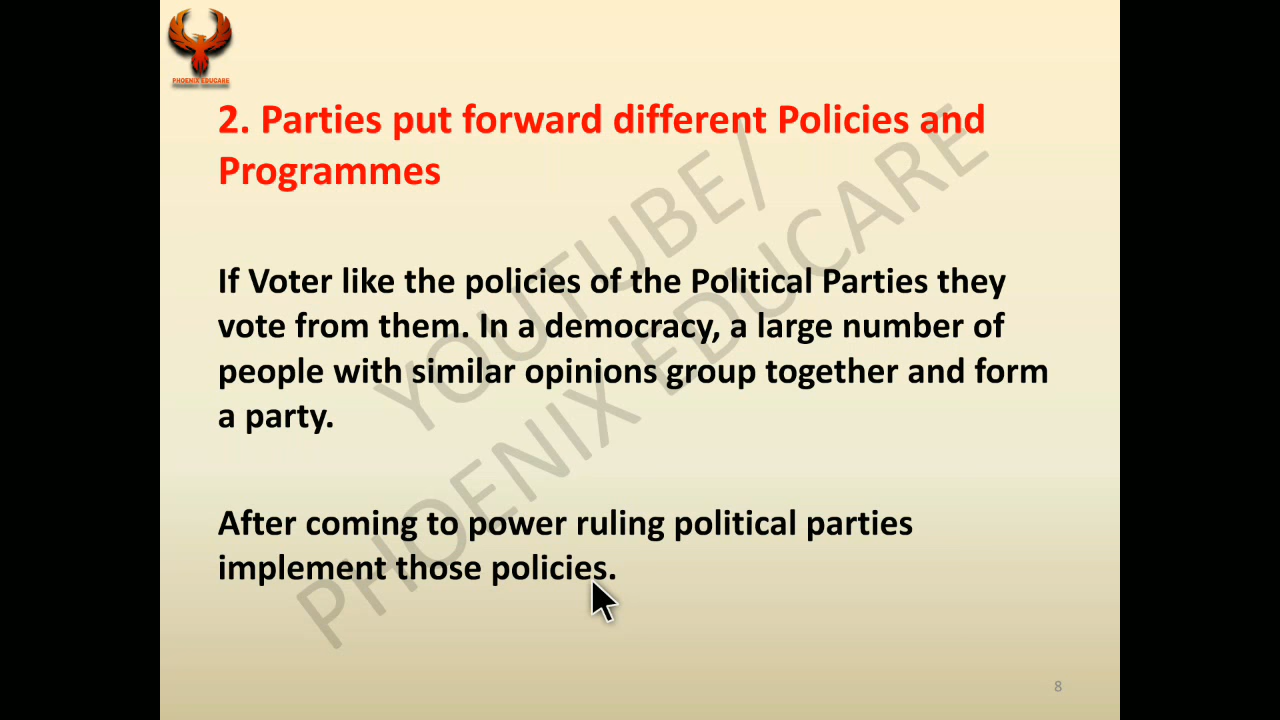 PHOENIX EDUCARE
2. Parties put forward different Policies and
Programmes
If Voter like the policies of the Political Parties they
vote from them. In a democracy, a large number of
people with similar opinions group together and form
a party.
After coming to power ruling political parties
implement those policies.
YOUTUBE/
PHOENIX EDUCARE
8